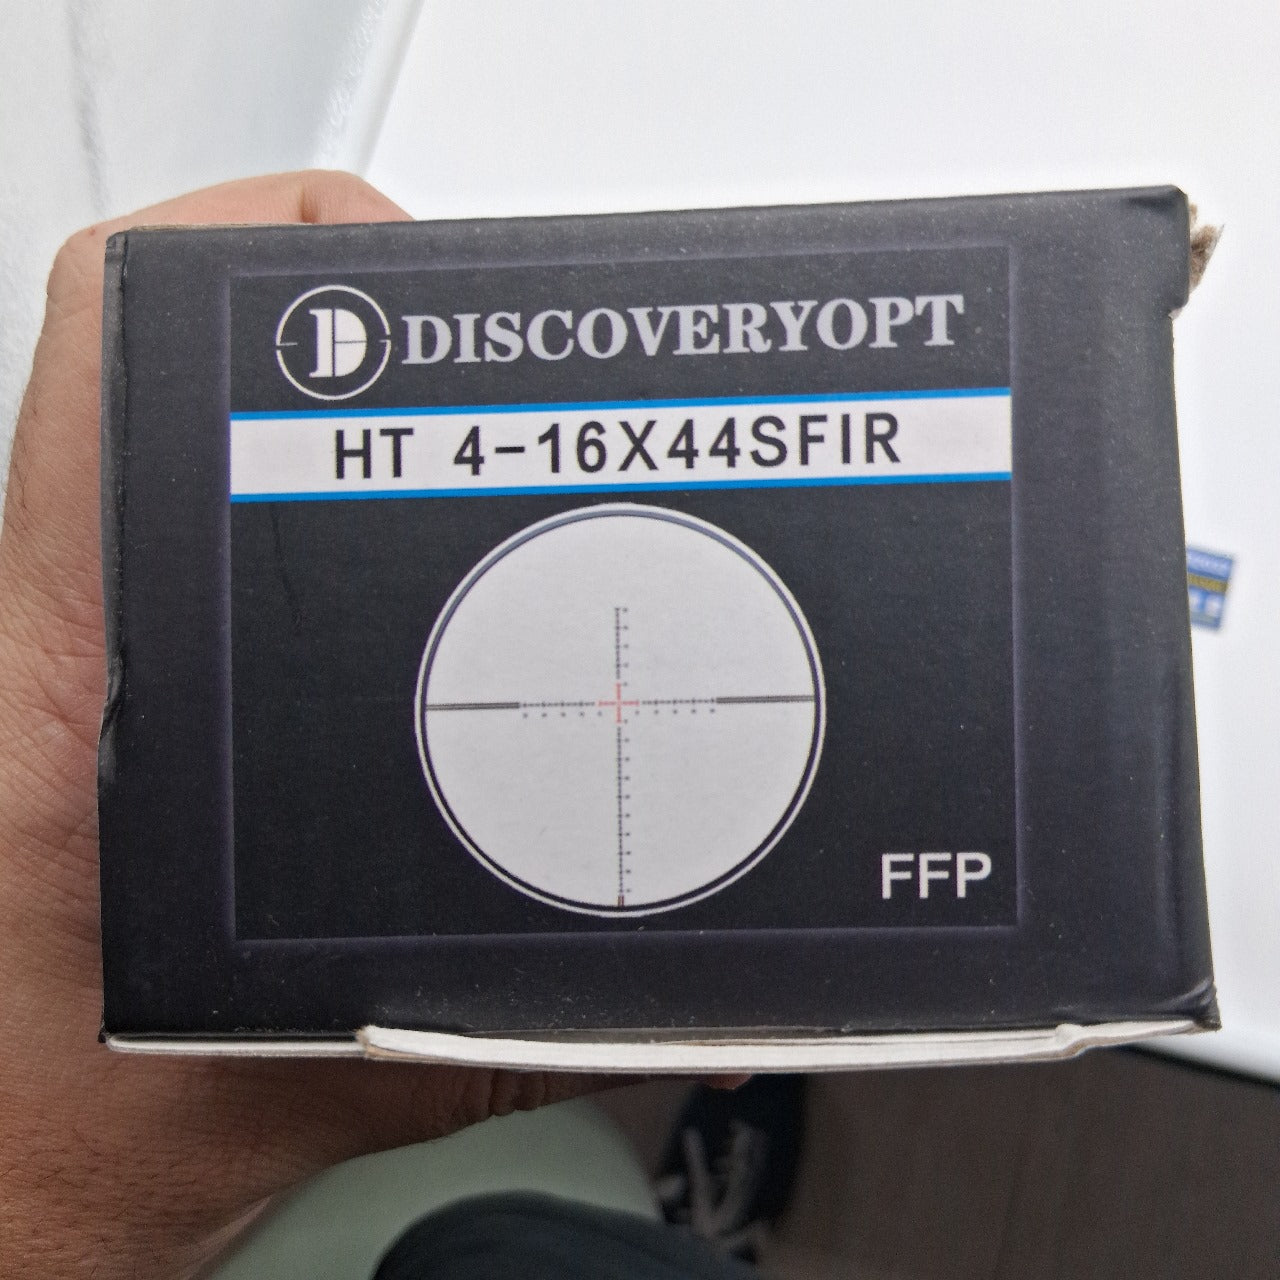 DISCOVERYOPT
HT 4-16X44SFIR
FFP